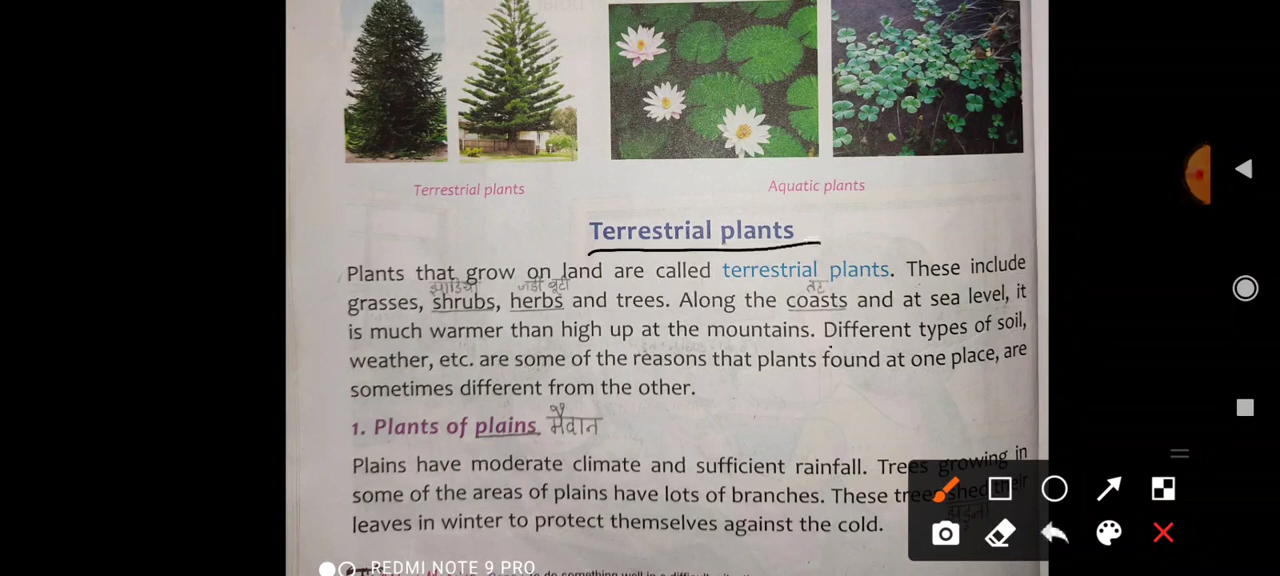 Terrestrial plants
Aquatic plants
Terrestrial plants
Plants that grow on land are called terrestrial plants. These include
झाडियाँ जडी बूटी तट
grasses, shrubs, herbs and trees. Along the coasts and at sea level, it
is much warmer than high up at the mountains. Different types of soil,
weather, etc. are some of the reasons that plants found at one place, are
sometimes different from the other.
1. Plants of plains मैदान
Plains have moderate climate and sufficient rainfall. Trees growing in
some of the areas of plains have lots of branches. These trees shed their
leaves in winter to protect themselves against the cold.
REDMI NOTE 9 PRO